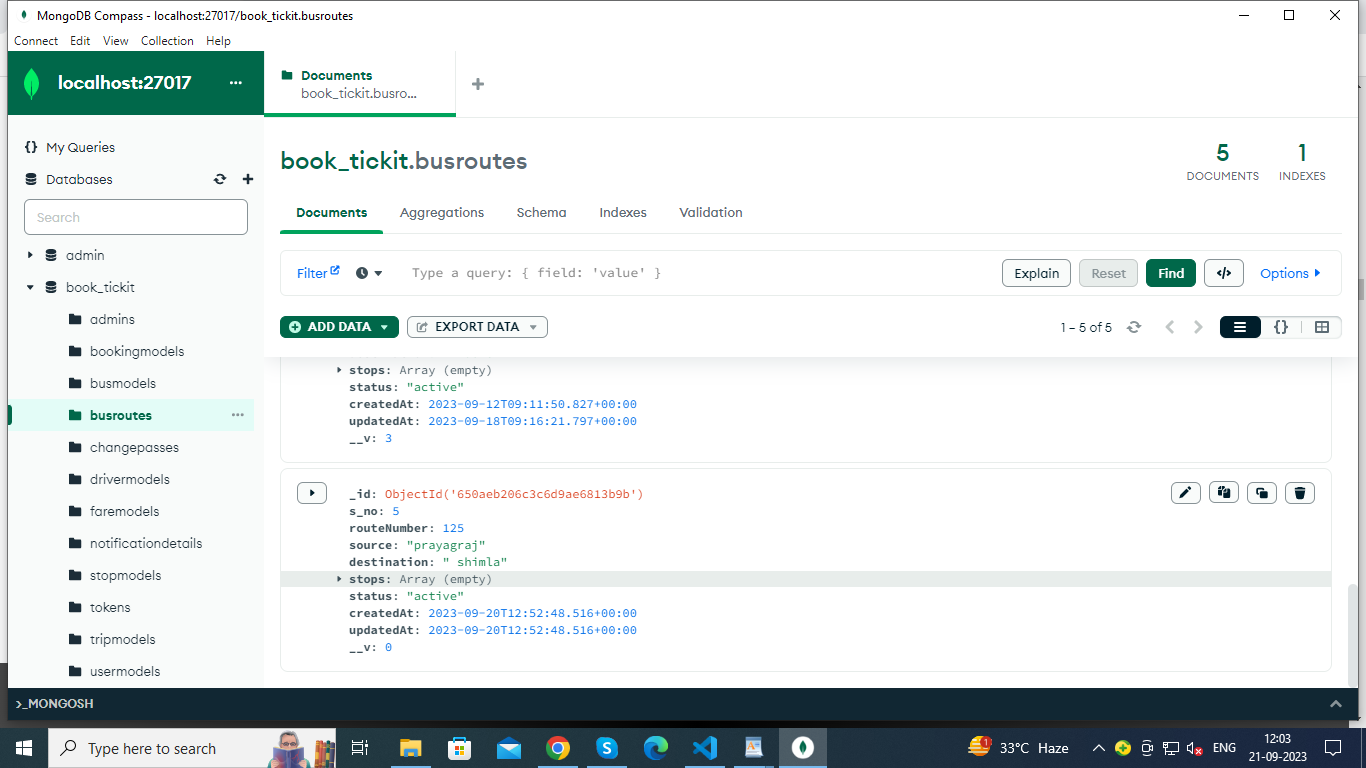 MongoDB Compass - localhost:27017/book_tickit.busroutes
Connect Edit View Collection Help
localhost:27017 ...
Documents
book_tickit.busro...
My Queries
Databases
Search
admin
book_tickit
admins
bookingmodels
busmodels
busroutes
changepasses
drivermodels
faremodels
notificationdetails
stopmodels
tokens
tripmodels
usermodels
book_tickit.busroutes
5
DOCUMENTS
1
INDEXES
Documents Aggregations Schema Indexes Validation
Filter Type a query: { field: 'value' } Explain Reset Find </> Options
ADD DATA EXPORT DATA 1 – 5 of 5 {}
stops: Array (empty)
status: "active"
createdAt: 2023-09-12T09:11:50.827+00:00
updatedAt: 2023-09-18T09:16:21.797+00:00
__v: 3
_id: ObjectId('650aeb206c3c6d9ae6813b9b')
s_no: 5
routeNumber: 125
source: "prayagraj"
destination: " shimla"
stops: Array (empty)
status: "active"
createdAt: 2023-09-20T12:52:48.516+00:00
updatedAt: 2023-09-20T12:52:48.516+00:00
__v: 0
>_MONGOSH
Type here to search
1
33°C Haze
ENG
12:03
21-09-2023